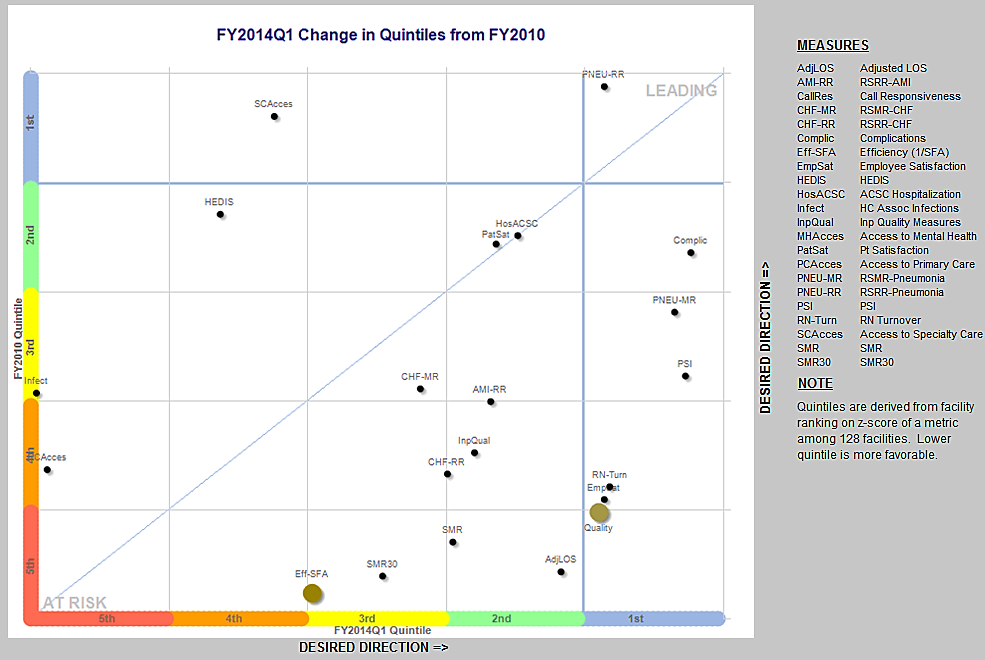 FY2014Q1 Change in Quintiles from FY2010
PNEU-RR
LEADING
SCAcces
1st
HEDIS
HosACSC
PatSat
2nd
Complic
PNEU-MR
FY2010 Quintile
3rd
PSI
CHF-MR
AMI-RR
Infect
InpQual
4th
CHF-RR
RN-Turn
Quality
SMR
AdjLOS
SMR30
Eff-SFA
5th
AT RISK
5th 4th 3rd 2nd 1st
FY2014Q1 Quintile
DESIRED DIRECTION =>
DESIRED DIRECTION =>
MEASURES
AdjLOS Adjusted LOS
AMI-RR RSRR-AMI
CallRes Call Responsiveness
CHF-MR RSMR-CHF
CHF-RR RSRR-CHF
Complic Complications
Eff-SFA Efficiency (1/SFA)
EmpSat Employee Satisfaction
HEDIS HEDIS
HosACSC ACSC Hospitalization
Infect HC Assoc Infections
InpQual Inp Quality Measures
MHAcces Access to Mental Health
PatSat Pt Satisfaction
PCAcces Access to Primary Care
PNEU-MR RSMR-Pneumonia
PNEU-RR RSRR-Pneumonia
PSI PSI
RN-Turn RN Turnover
SCAcces Access to Specialty Care
SMR SMR
SMR30 SMR30
NOTE
Quintiles are derived from facility
ranking on z-score of a metric
among 128 facilities. Lower
quintile is more favorable.